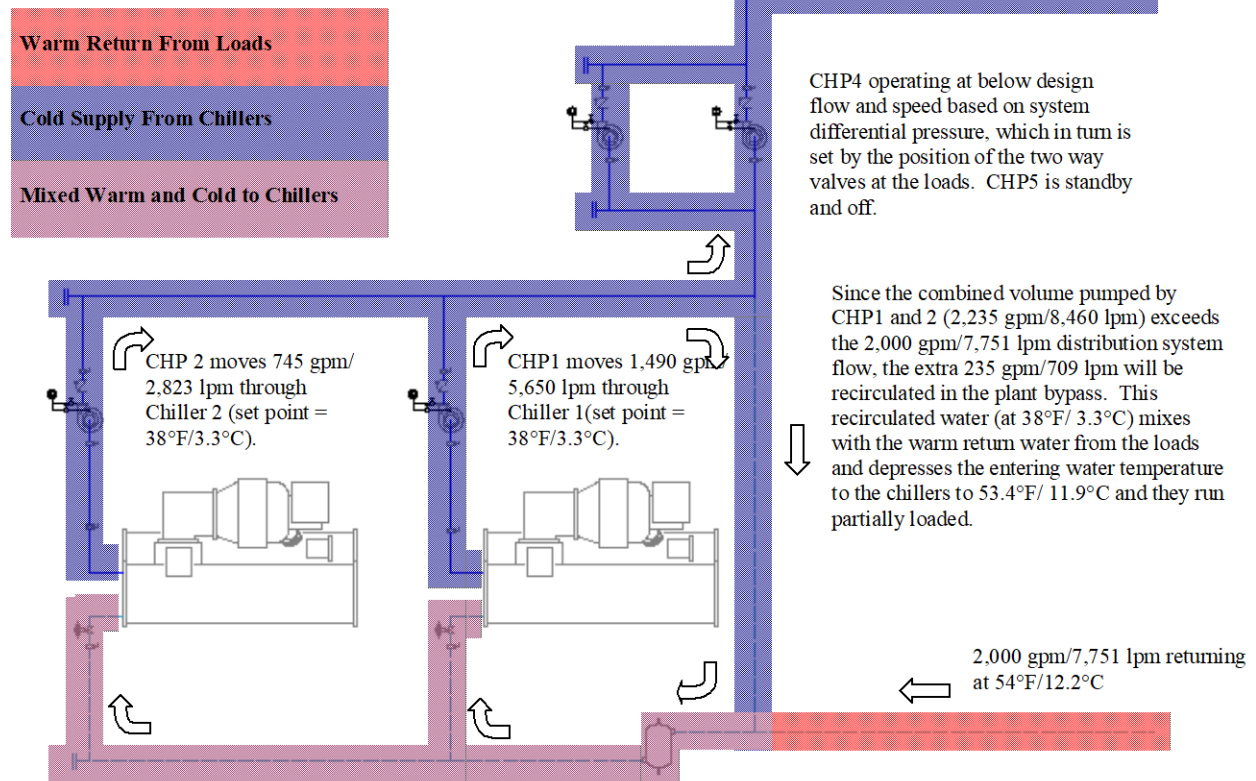 Warm Return From Loads
Cold Supply From Chillers
Mixed Warm and Cold to Chillers
CHP4 operating at below design
flow and speed based on system
differential pressure, which in turn is
set by the position of the two way
valves at the loads.  CHP5 is standby
and off.
Since the combined volume pumped by
CHP1 and 2 (2,235 gpm/8,460 lpm) exceeds
the 2,000 gpm/7,751 lpm distribution system
flow, the extra 235 gpm/709 lpm will be
recirculated in the plant bypass.  This
recirculated water (at 38°F/ 3.3°C) mixes
with the warm return water from the loads
and depresses the entering water temperature
to the chillers to 53.4°F/ 11.9°C and they run
partially loaded.
CHP 2 moves 745 gpm/
2,823 lpm through
Chiller 2 (set point =
38°F/3.3°C).
CHP1 moves 1,490 gpm/
5,650 lpm through
Chiller 1(set point =
38°F/3.3°C).
2,000 gpm/7,751 lpm returning
at 54°F/12.2°C